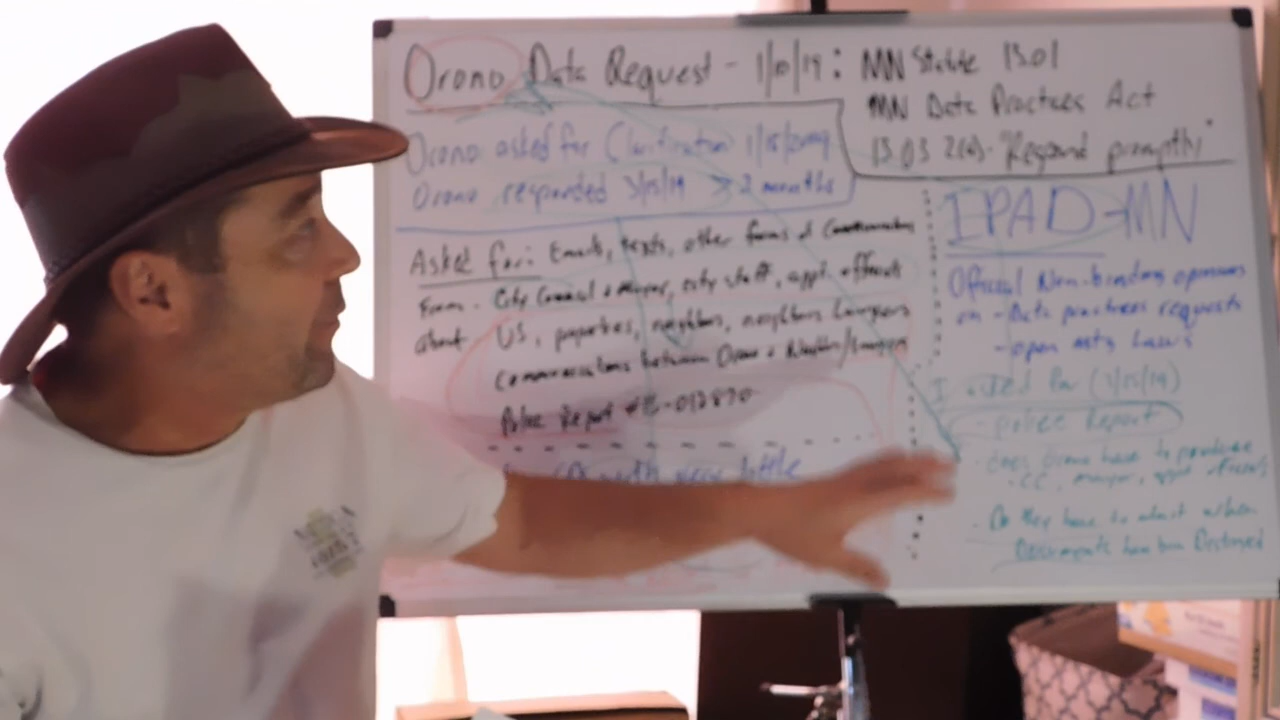 Orono Data Request - 1/10/19: MN Statute 13.01
MN Data Practices Act
13.03 2(a)- "Respond promptly"
Orono asked for Clarification 1/15/2019
Orono responded 3/15/19 > 2 months
Asked for: Emails, texts, other forms of Communication
From - City Council + Mayor, city staff, appt. officials
about US, properties, neighbors, neighbors lawyers
communications between Orono + Neighbor/lawyers
Police Report
very little
IPAD-MN
Official Non-binding opinions
on - Data practices requests
- open mtg laws
I asked for (3/15/19)
- police Report
- does Orono have to produce
- CC, mayor, appt officials
- Do they have to admit when
Documents have been Destroyed